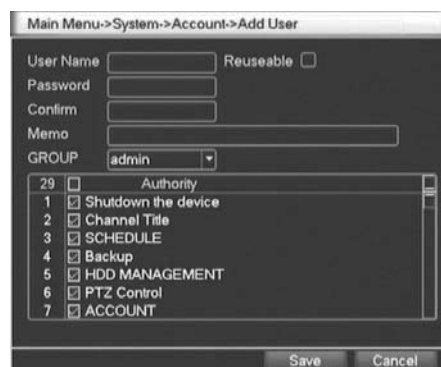 Main Menu->System->Account->Add User
User Name Reuseable
Password
Confirm
Memo
GROUP admin
29 Authority
1 Shutdown the device
2 Channel Title
3 SCHEDULE
4 Backup
5 HDD MANAGEMENT
6 PTZ Control
7 ACCOUNT
Save Cancel